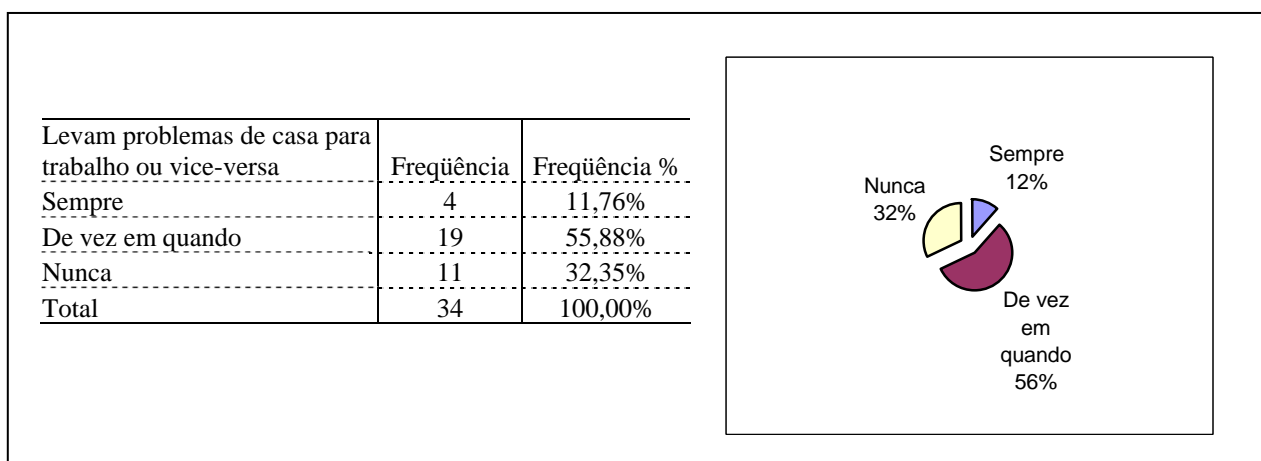 Levam problemas de casa para
trabalho ou vice-versa Freqüência Freqüência %
Sempre 4 11,76%
De vez em quando 19 55,88%
Nunca 11 32,35%
Total 34 100,00%
Sempre
12%
Nunca
32%
De vez
em
quando
56%